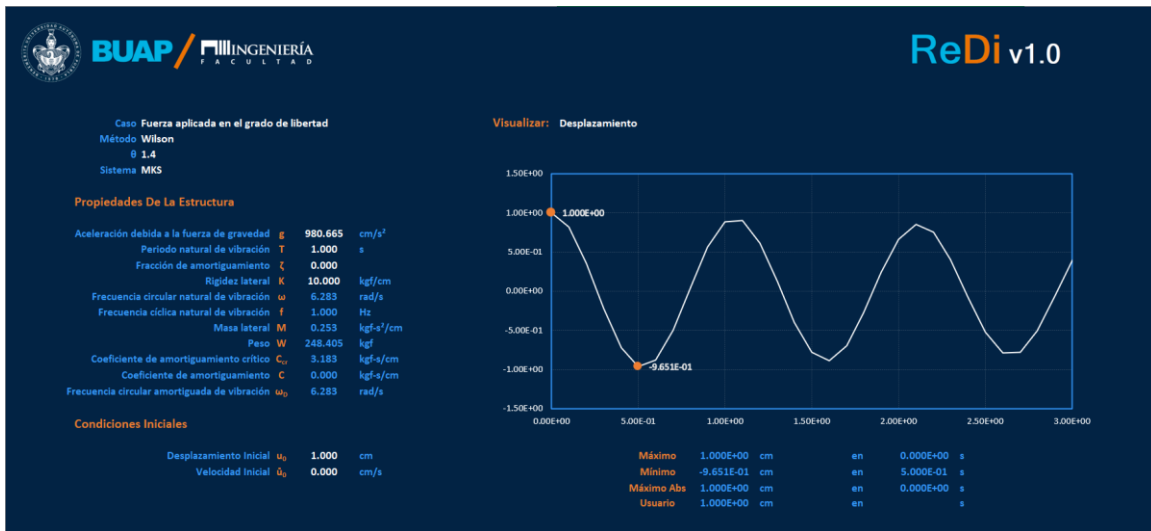 BUAP / INGENIERÍA
FACULTAD
ReDi v1.0
Caso Fuerza aplicada en el grado de libertad
Método Wilson
θ 1.4
Sistema MKS
Propiedades De La Estructura
Aceleración debida a la fuerza de gravedad g 980.665 cm/s²
Periodo natural de vibración T 1.000 s
Fracción de amortiguamiento ζ 0.000
Rigidez lateral K 10.000 kgf/cm
Frecuencia circular natural de vibración ω 6.283 rad/s
Frecuencia cíclica natural de vibración f 1.000 Hz
Masa lateral M 0.253 kgf-s²/cm
Peso W 248.405 kgf
Coeficiente de amortiguamiento crítico Ccr 3.183 kgf-s/cm
Coeficiente de amortiguamiento C 0.000 kgf-s/cm
Frecuencia circular amortiguada de vibración ωD 6.283 rad/s
Condiciones Iniciales
Desplazamiento Inicial u₀ 1.000 cm
Velocidad Inicial u̇₀ 0.000 cm/s
Visualizar: Desplazamiento
1.50E+00
1.00E+00
1.000E+00
5.00E-01
0.00E+00
-5.00E-01
-1.00E+00
-9.651E-01
-1.50E+00
0.00E+00 5.00E-01 1.00E+00 1.50E+00 2.00E+00 2.50E+00 3.00E+00
Máximo 1.000E+00 cm en 0.000E+00 s
Mínimo -9.651E-01 cm en 5.000E-01 s
Máximo Abs 1.000E+00 cm en 0.000E+00 s
Usuario 1.000E+00 cm en s